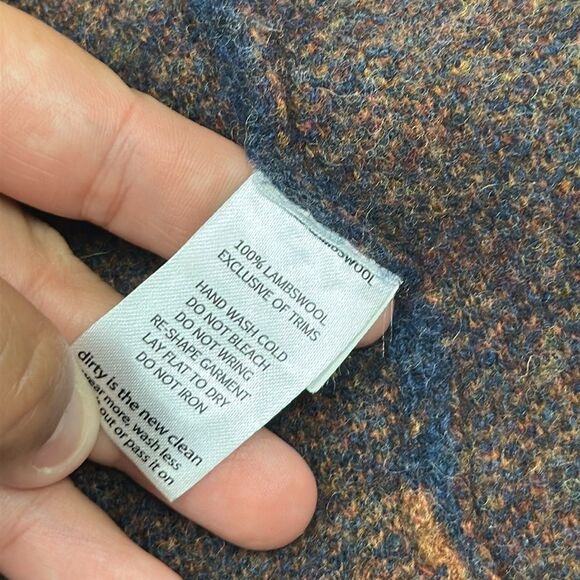 100% LAMBSWOOL
EXCLUSIVE OF TRIMS
HAND WASH COLD
DO NOT BLEACH
DO NOT WRING
RE-SHAPE GARMENT
LAY FLAT TO DRY
DO NOT IRON
dirty is the new clean
wear more, wash less
out or pass it on